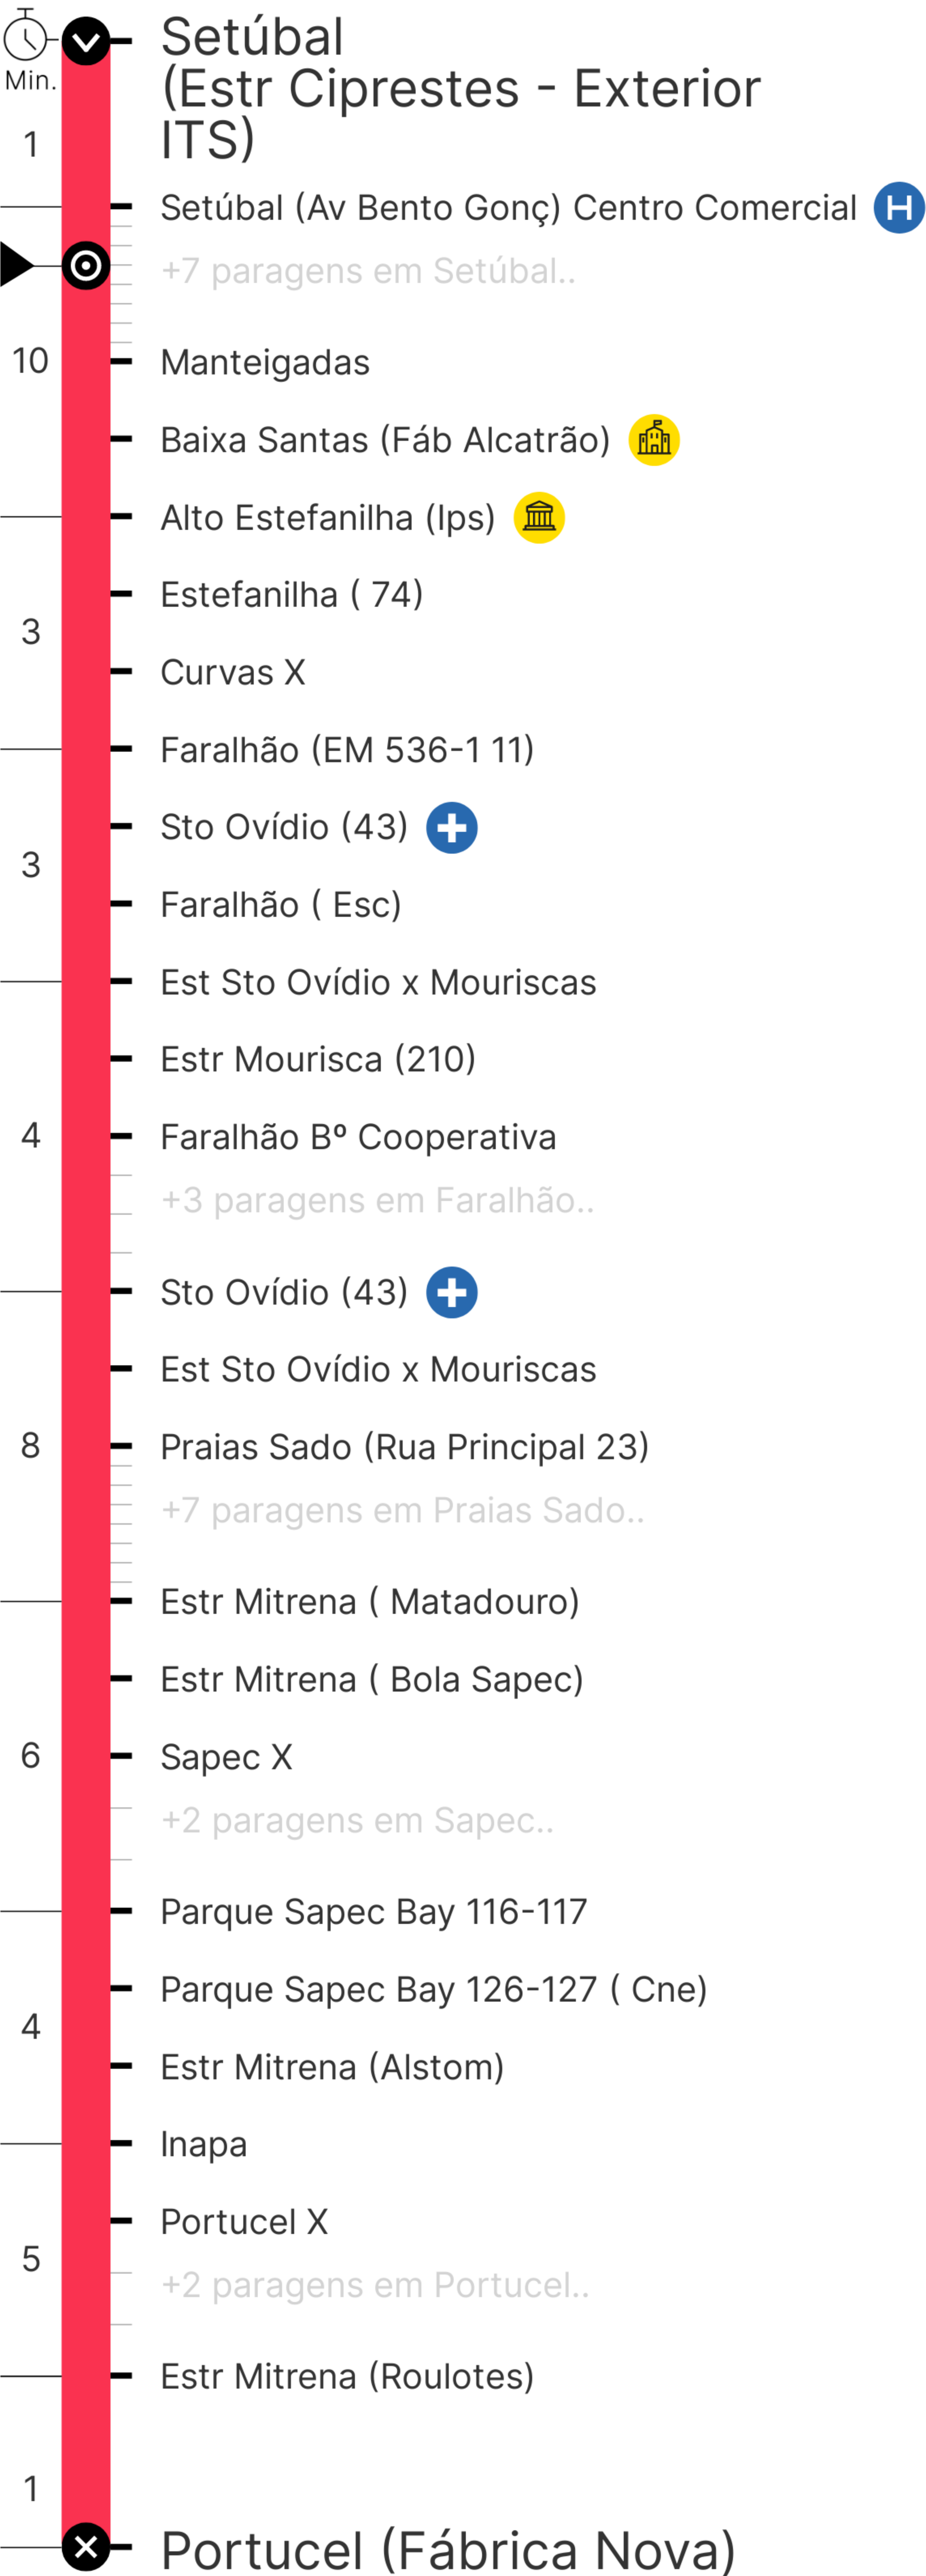 Setúbal
(Estr Ciprestes - Exterior
ITS)
Min.
1
Setúbal (Av Bento Gonç) Centro Comercial H
+7 paragens em Setúbal..
10
Manteigadas
Baixa Santas (Fáb Alcatrão)
Alto Estefanilha (Ips)
Estefanilha ( 74)
3
Curvas X
Faralhão (EM 536-1 11)
Sto Ovídio (43)
3
Faralhão ( Esc)
Est Sto Ovídio x Mouriscas
Estr Mourisca (210)
4
Faralhão Bº Cooperativa
+3 paragens em Faralhão..
Sto Ovídio (43)
Est Sto Ovídio x Mouriscas
8
Praias Sado (Rua Principal 23)
+7 paragens em Praias Sado..
Estr Mitrena ( Matadouro)
Estr Mitrena ( Bola Sapec)
6
Sapec X
+2 paragens em Sapec..
Parque Sapec Bay 116-117
Parque Sapec Bay 126-127 ( Cne)
4
Estr Mitrena (Alstom)
Inapa
Portucel X
5
+2 paragens em Portucel..
Estr Mitrena (Roulotes)
1
Portucel (Fábrica Nova)